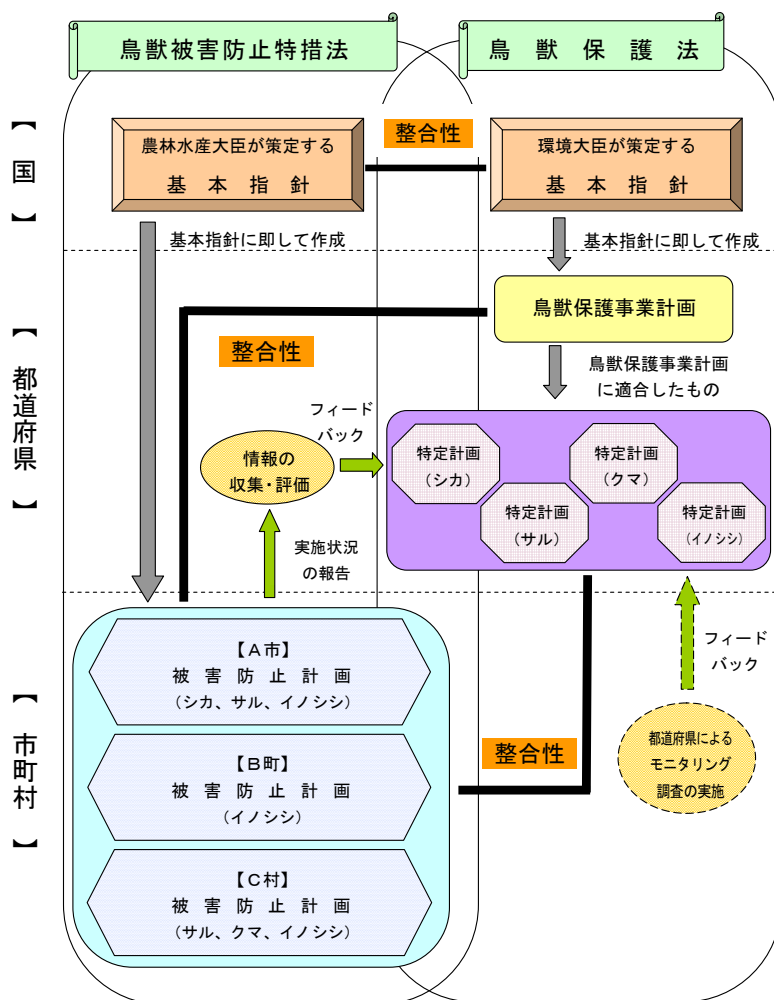 鳥獣被害防止特措法
鳥獣保護法
【国】
農林水産大臣が策定する
基本指針
整合性
環境大臣が策定する
基本指針
基本指針に即して作成
基本指針に即して作成
【都道府県】
鳥獣保護事業計画
整合性
鳥獣保護事業計画
に適合したもの
フィード
バック
情報の
収集・評価
特定計画
(シカ)
特定計画
(クマ)
特定計画
(サル)
特定計画
(イノシシ)
実施状況
の報告
【市町村】
【A市】
被害防止計画
(シカ、サル、イノシシ)
フィード
バック
【B町】
被害防止計画
(イノシシ)
整合性
都道府県による
モニタリング
調査の実施
【C村】
被害防止計画
(サル、クマ、イノシシ)